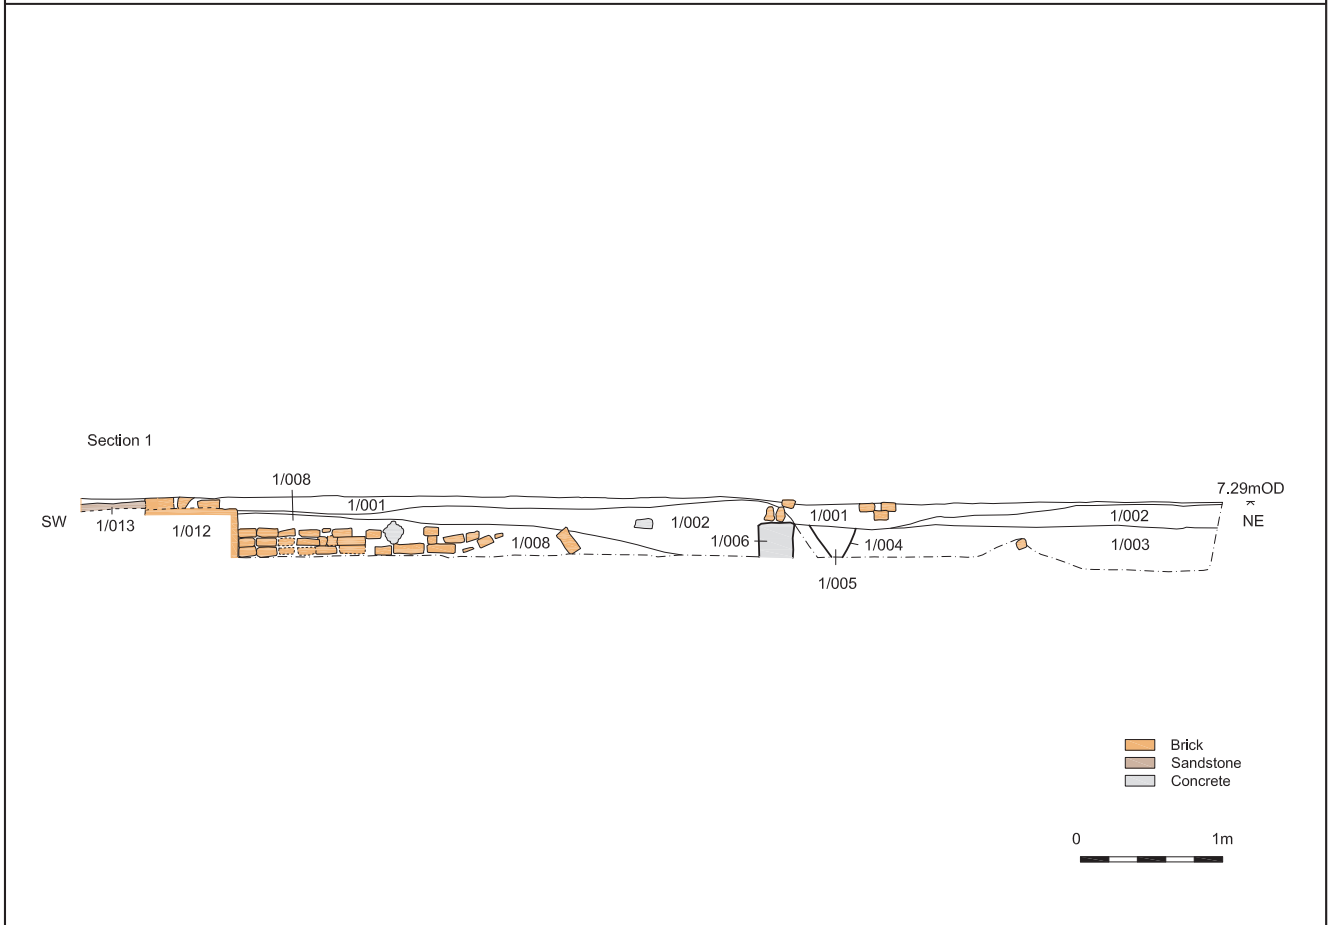 Section 1
1/008
7.29mOD
1/001
SW
1/013
1/012
1/002
1/001
1/002
NE
1/008
1/006
1/004
1/003
1/005
Brick
Sandstone
Concrete
0 1m